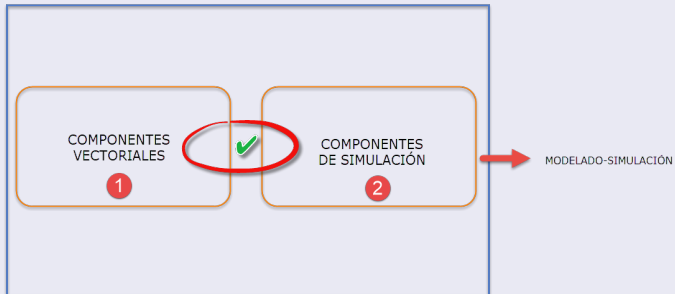 COMPONENTES
VECTORIALES
1
COMPONENTES
DE SIMULACIÓN
2
MODELADO-SIMULACIÓN